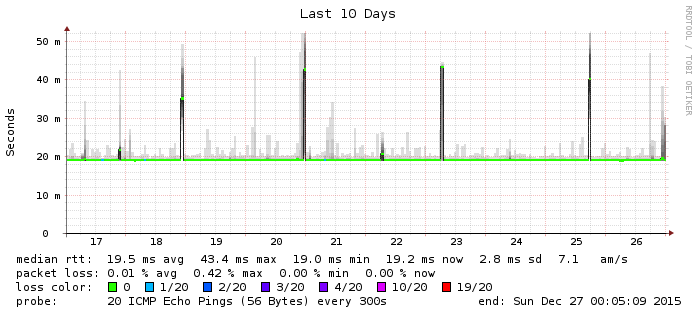 Last 10 Days
RRDTOOL / TOBI OETIKER
Seconds
50 m
40 m
30 m
20 m
10 m
0
17 18 19 20 21 22 23 24 25 26
median rtt: 19.5 ms avg 43.4 ms max 19.0 ms min 19.2 ms now 2.8 ms sd 7.1 am/s
packet loss: 0.01 % avg 0.42 % max 0.00 % min 0.00 % now
loss color: 0 1/20 2/20 3/20 4/20 10/20 19/20
probe: 20 ICMP Echo Pings (56 Bytes) every 300s end: Sun Dec 27 00:05:09 2015